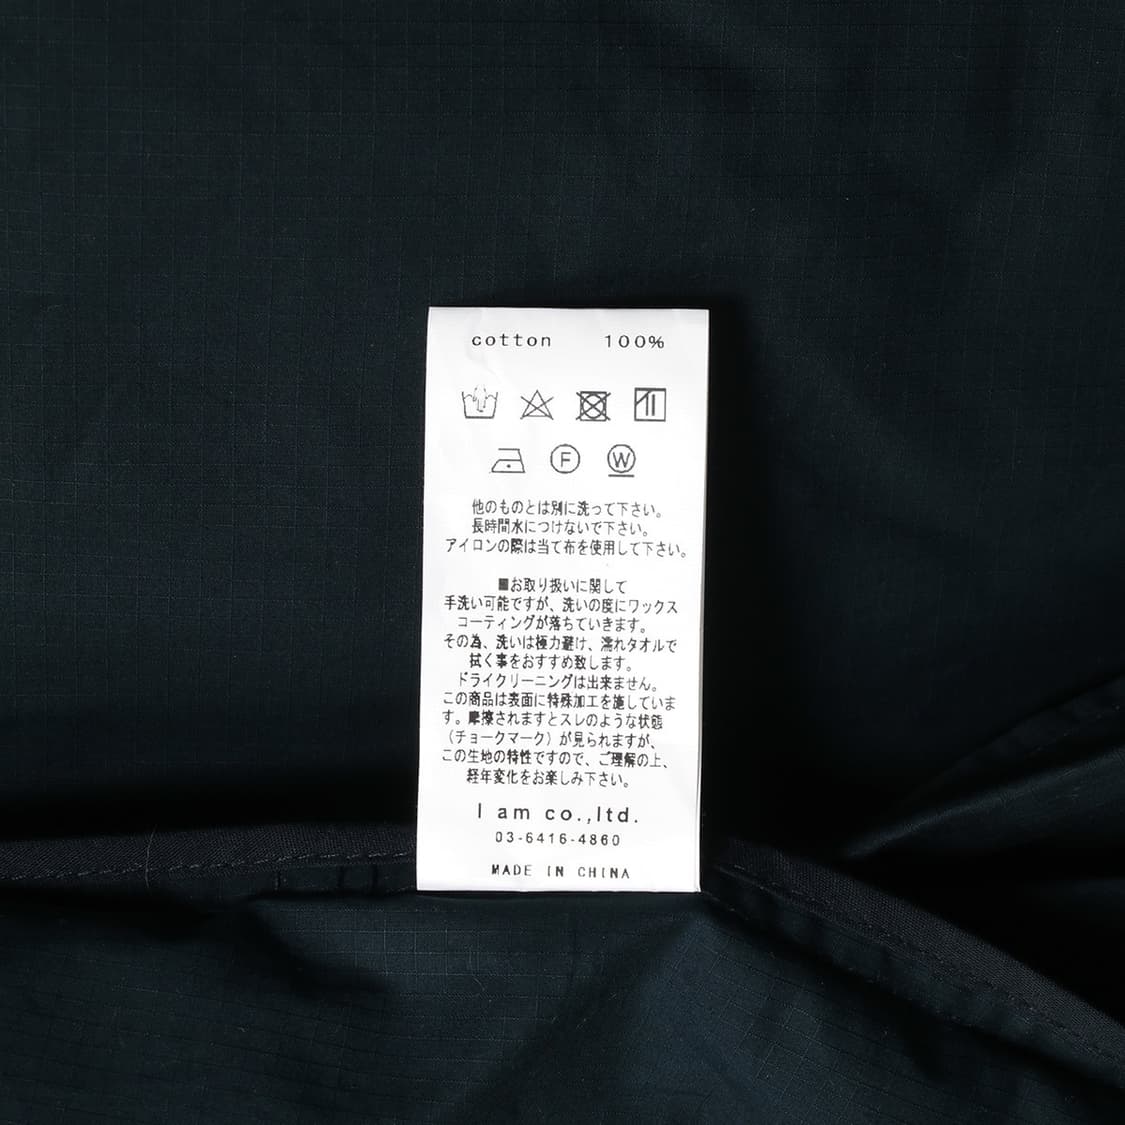 cotton 100%
F
W
他のものとは別に洗って下さい。
長時間水につけないで下さい。
アイロンの際は当て布を使用して下さい。
■お取り扱いに関して
手洗い可能ですが、洗いの度にワックス
コーティングが落ちていきます。
その為、洗いは極力避け、濡れタオルで
拭く事をおすすめ致します。
ドライクリーニングは出来ません。
この商品は表面に特殊加工を施していま
す。摩擦されますとスレのような状態
（チョークマーク）が見られますが、
この生地の特性ですので、ご理解の上、
経年変化をお楽しみ下さい。
I am co.,ltd.
03-6416-4860
MADE IN CHINA